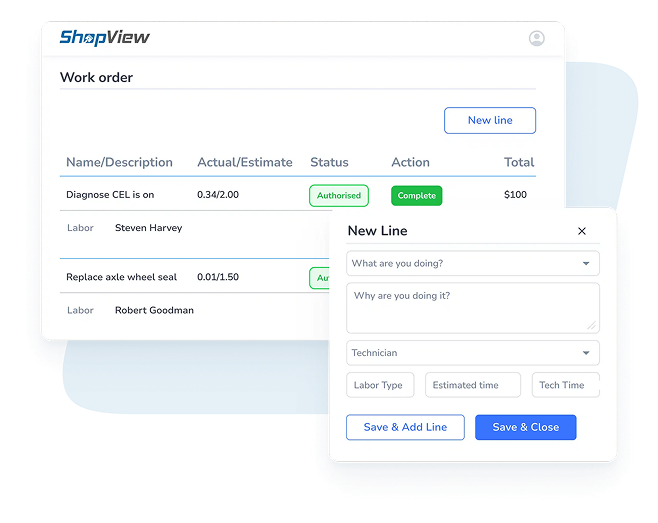 ShopView
Work order
New line
Name/Description Actual/Estimate Status Action Total
Diagnose CEL is on 0.34/2.00 Authorised Complete $100
Labor Steven Harvey
Replace axle wheel seal 0.01/1.50 Au
Labor Robert Goodman
New Line
What are you doing?
Why are you doing it?
Technician
Labor Type Estimated time Tech Time
Save & Add Line Save & Close